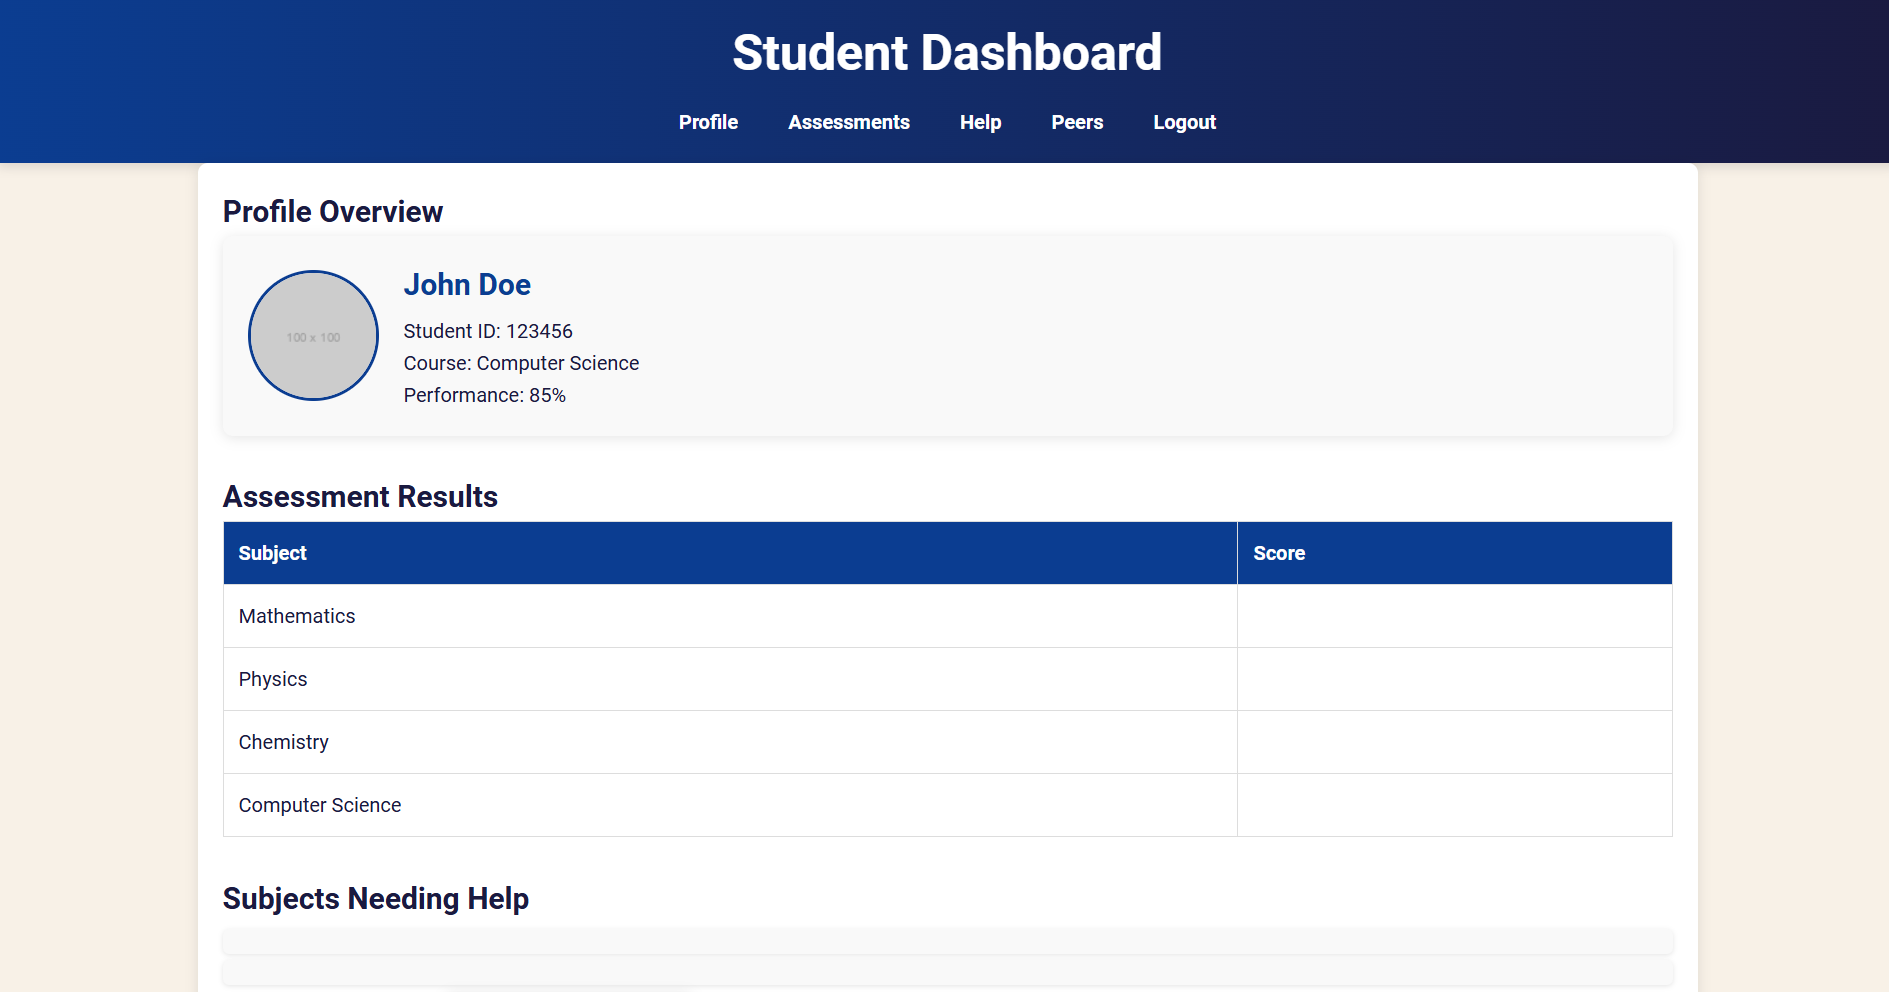 Student Dashboard
Profile Assessments Help Peers Logout
Profile Overview
100 x 100
John Doe
Student ID: 123456
Course: Computer Science
Performance: 85%
Assessment Results
Subject Score
Mathematics
Physics
Chemistry
Computer Science
Subjects Needing Help